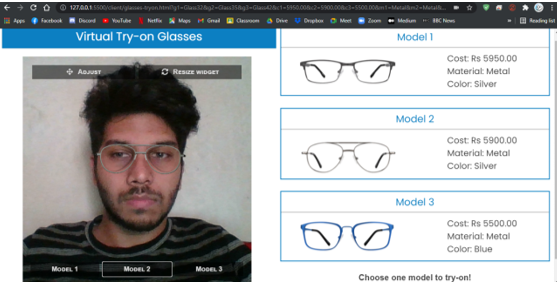 127.0.0.1:5500/client/glasses-tryon.html?g1=Glass32&g2=Glass35&g3=Glass42&c1=5950.00&c2=5900.00&c3=5500.00&m1=Metal&m2=Metal&
Apps Facebook Discord YouTube Netflix Maps Gmail Classroom Drive Dropbox Meet Zoom Medium BBC News
» Reading list
Virtual Try-on Glasses
ADJUST
RESIZE WIDGET
MODEL 1
MODEL 2
MODEL 3
Model 1
Cost: Rs 5950.00
Material: Metal
Color: Silver
Model 2
Cost: Rs 5900.00
Material: Metal
Color: Silver
Model 3
Cost: Rs 5500.00
Material: Metal
Color: Blue
Choose one model to try-on!